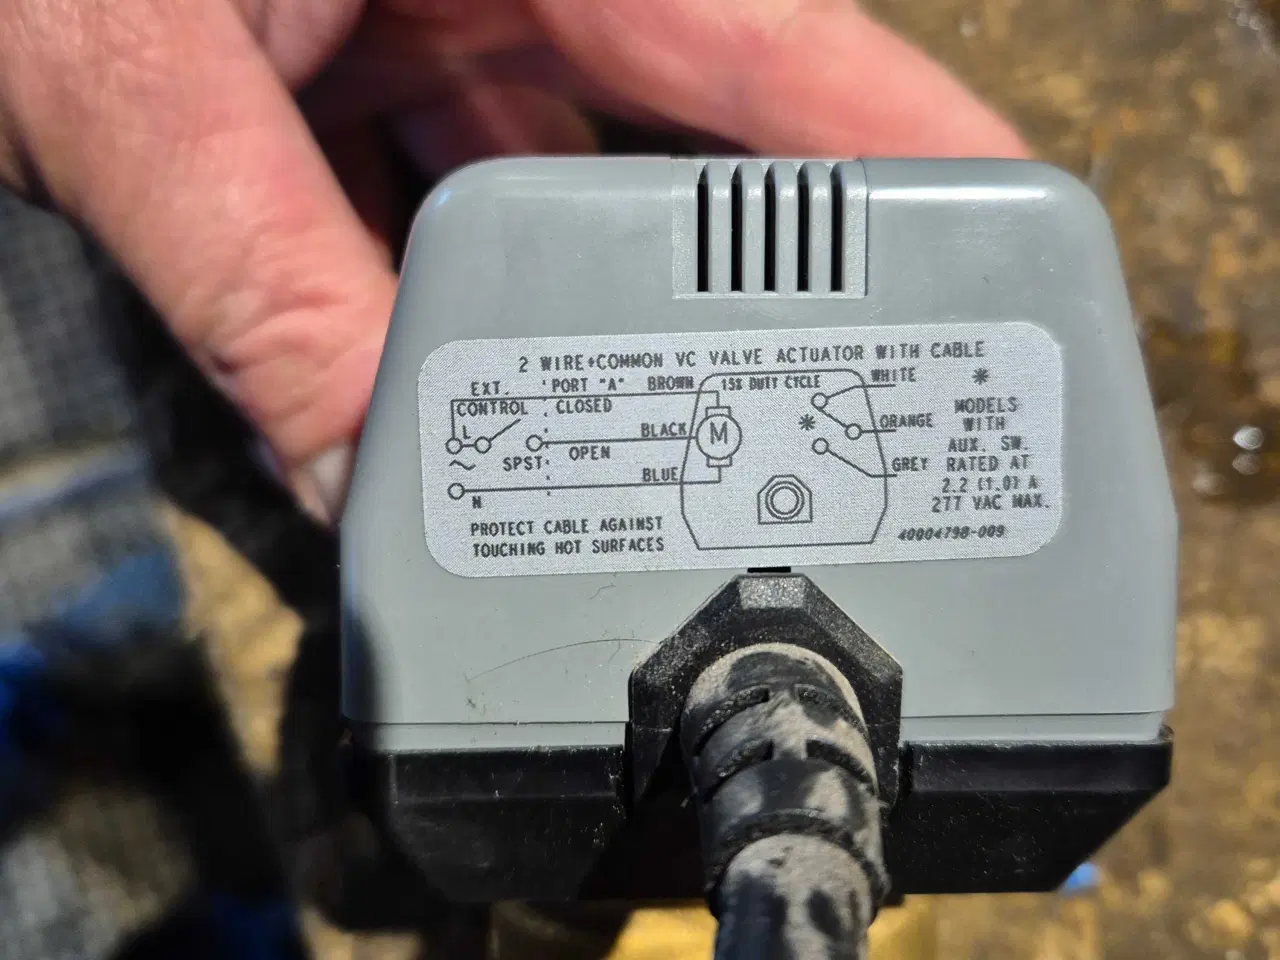 2 WIRE+COMMON VC VALVE ACTUATOR WITH CABLE
EXT. PORT "A" BROWN 15% DUTY CYCLE WHITE *
CONTROL CLOSED MODELS
L BLACK M * ORANGE WITH
~ SPST OPEN AUX. SW.
BLUE GREY RATED AT
N 2.2 (1.0) A
277 VAC MAX.
PROTECT CABLE AGAINST
TOUCHING HOT SURFACES
40004798-009